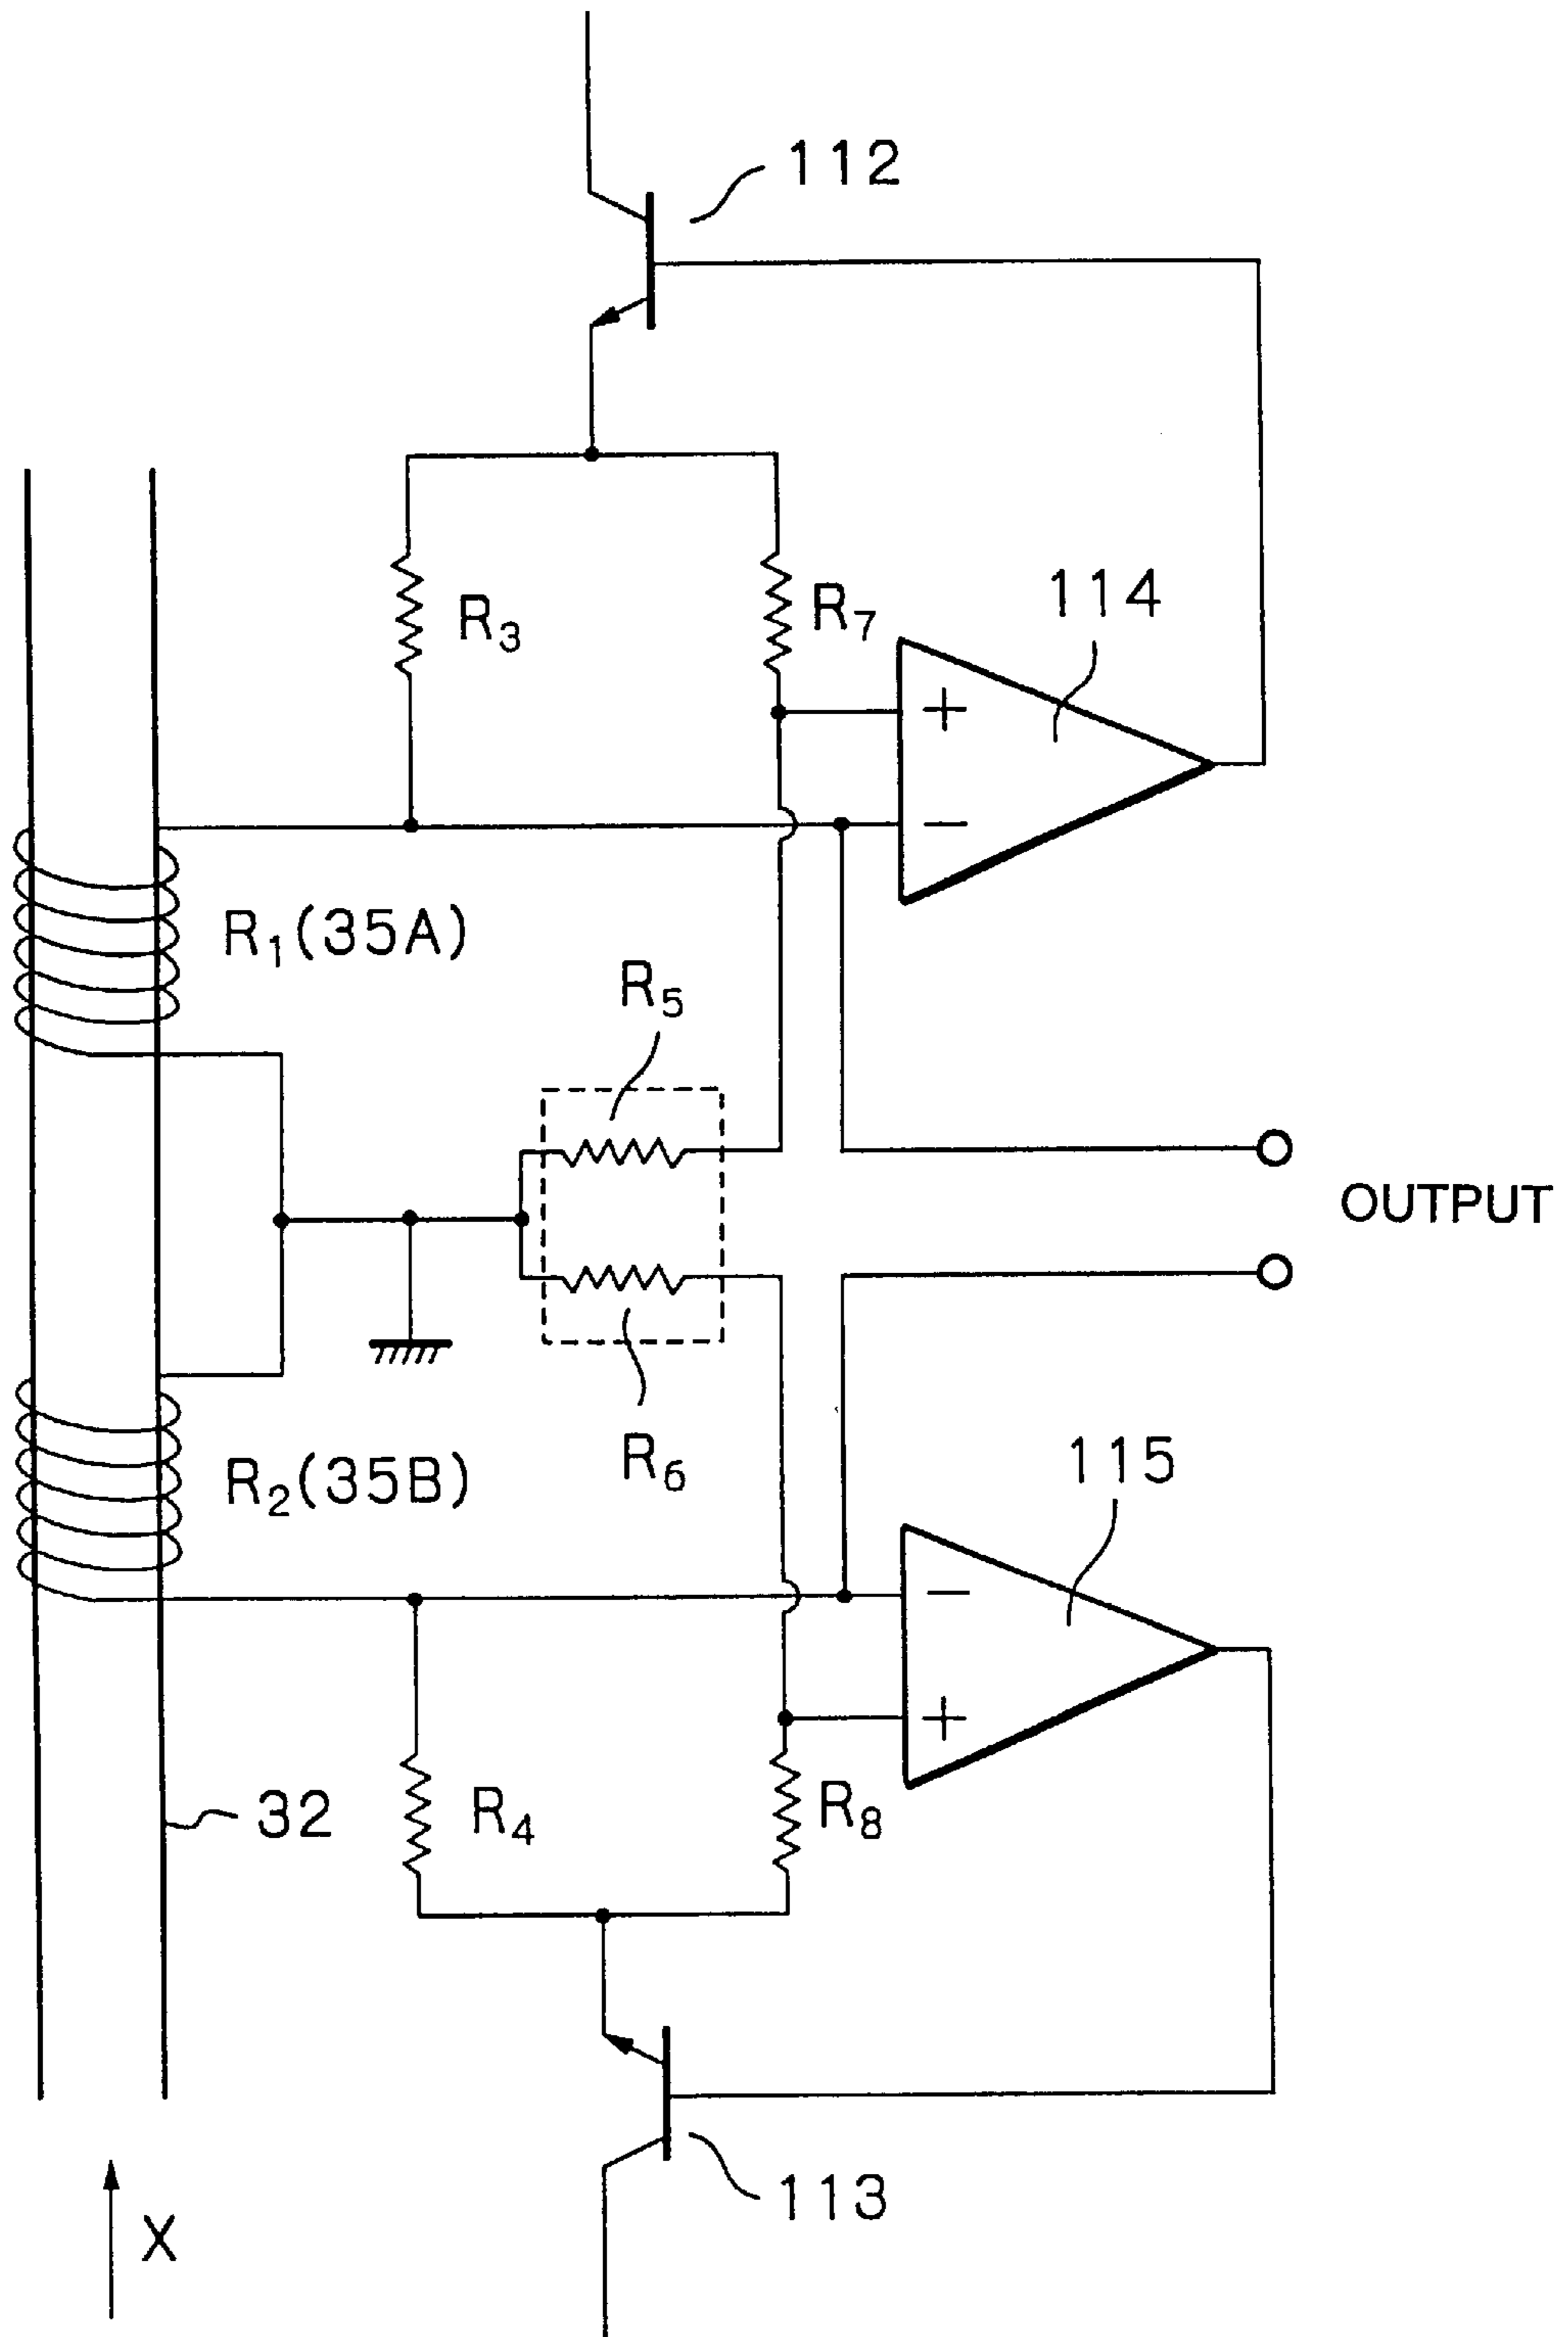 112
114
R3
R7
+
−
R1(35A)
R5
OUTPUT
R6
R2(35B)
115
−
+
32
R4
R8
113
X